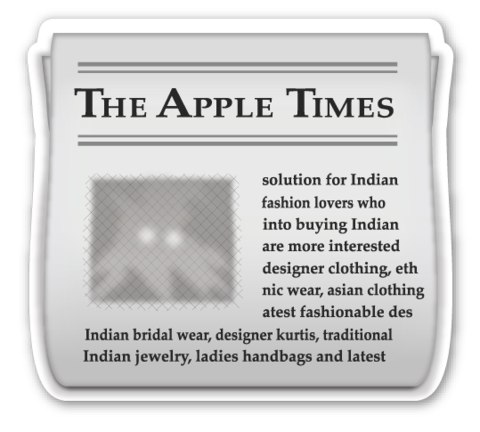 THE APPLE TIMES
solution for Indian
fashion lovers who
into buying Indian
are more interested
designer clothing, eth
nic wear, asian clothing
atest fashionable des
Indian bridal wear, designer kurtis, traditional
Indian jewelry, ladies handbags and latest